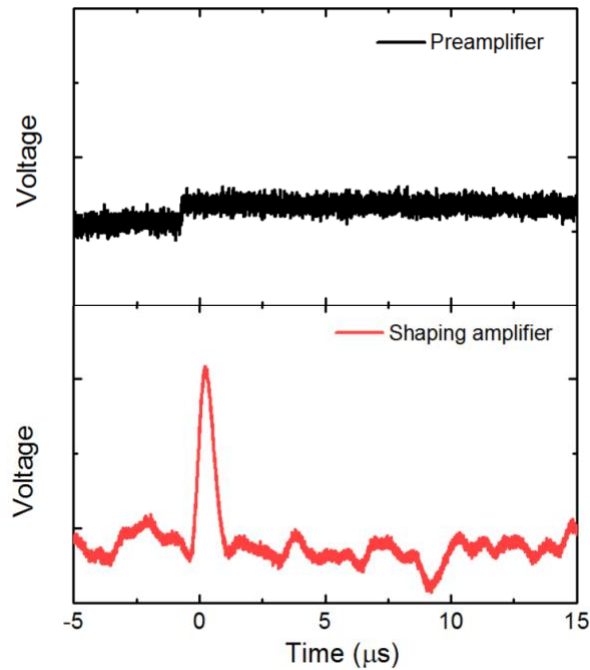 Preamplifier
Voltage
Shaping amplifier
Voltage
-5 0 5 10 15
Time (μs)